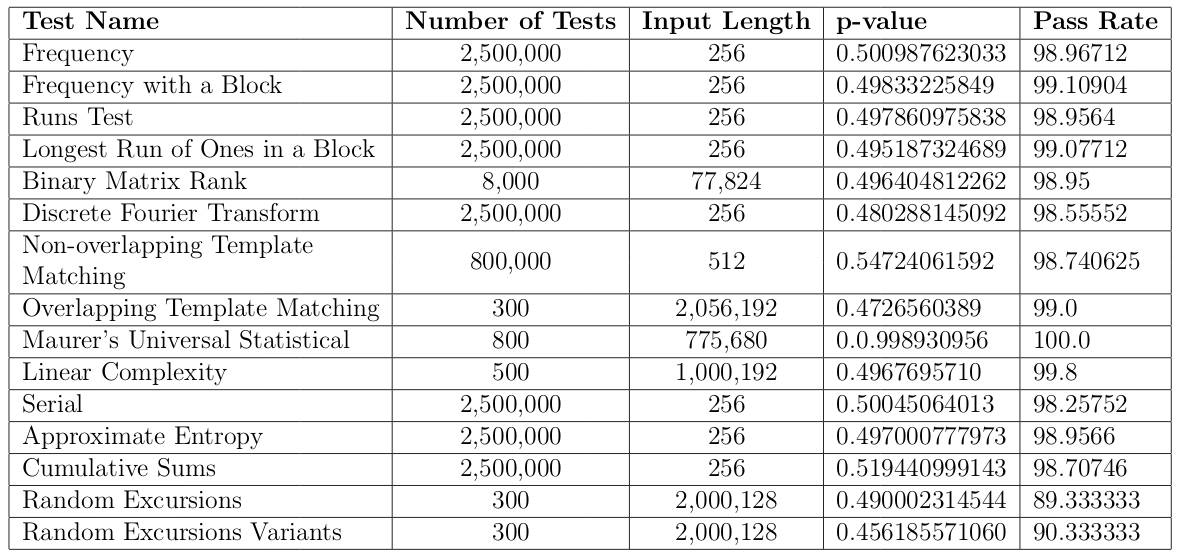 Test Name Number of Tests Input Length p-value Pass Rate
Frequency 2,500,000 256 0.500987623033 98.96712
Frequency with a Block 2,500,000 256 0.49833225849 99.10904
Runs Test 2,500,000 256 0.497860975838 98.9564
Longest Run of Ones in a Block 2,500,000 256 0.495187324689 99.07712
Binary Matrix Rank 8,000 77,824 0.496404812262 98.95
Discrete Fourier Transform 2,500,000 256 0.480288145092 98.55552
Non-overlapping Template
Matching 800,000 512 0.54724061592 98.740625
Overlapping Template Matching 300 2,056,192 0.4726560389 99.0
Maurer's Universal Statistical 800 775,680 0.0.998930956 100.0
Linear Complexity 500 1,000,192 0.4967695710 99.8
Serial 2,500,000 256 0.50045064013 98.25752
Approximate Entropy 2,500,000 256 0.497000777973 98.9566
Cumulative Sums 2,500,000 256 0.519440999143 98.70746
Random Excursions 300 2,000,128 0.490002314544 89.333333
Random Excursions Variants 300 2,000,128 0.456185571060 90.333333